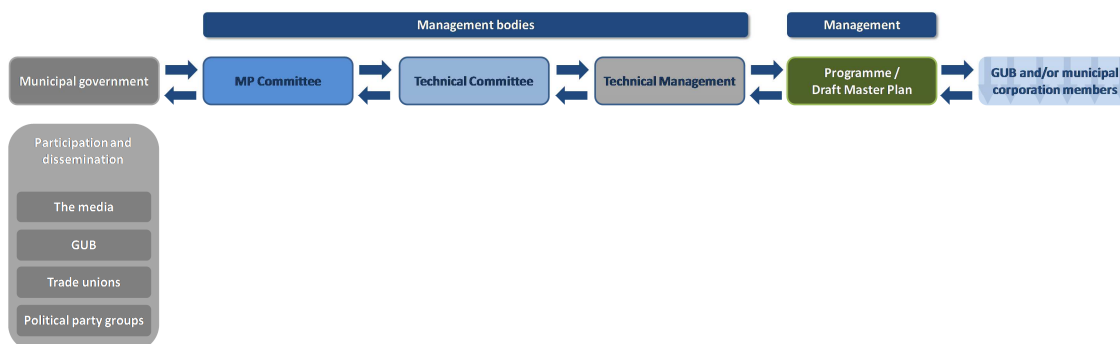 Management bodies
Management
Municipal government
MP Committee
Technical Committee
Technical Management
Programme /
Draft Master Plan
GUB and/or municipal
corporation members
Participation and
dissemination
The media
GUB
Trade unions
Political party groups